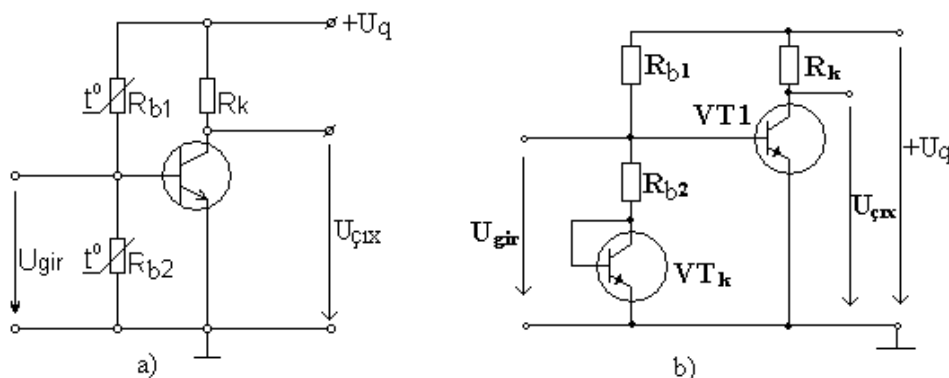 +Uq
t° Rb1
Rk
Ugir
t° Rb2
Uçıx
a)
Rb1
Rk
VT1
+Uq
Rb2
Ugir
Uçıx
VTk
b)